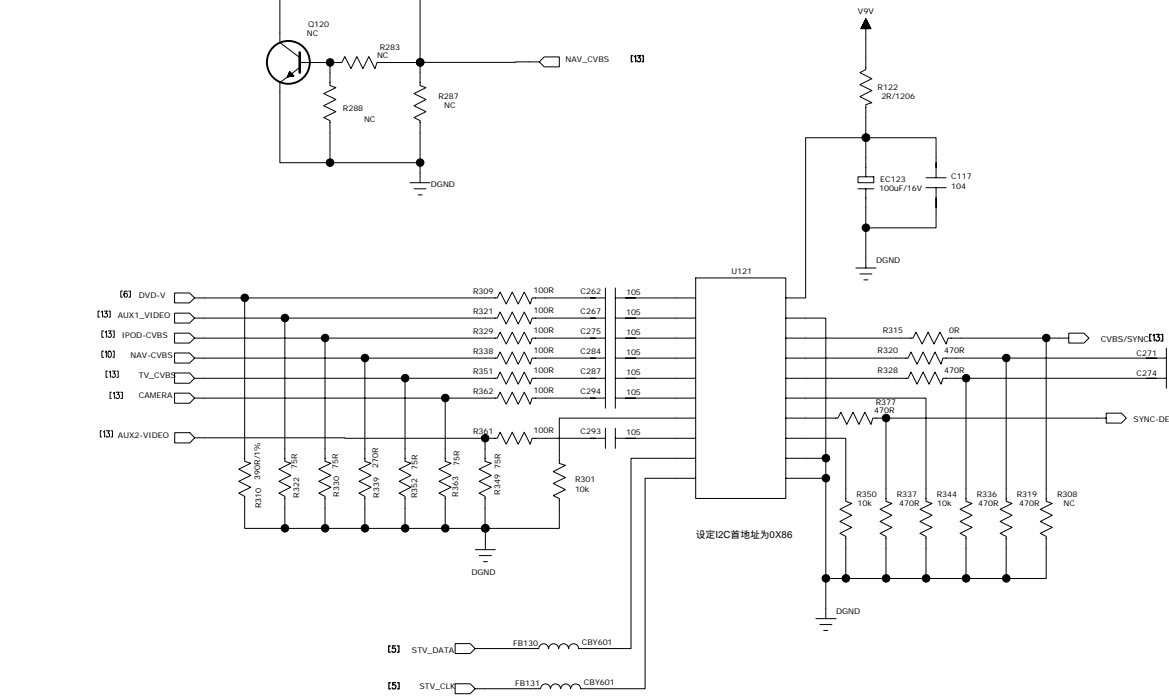 V9V
Q120
NC
R283
NC
NAV_CVBS [13]
R288
NC
R287
NC
DGND
R122
2R/1206
EC123
100uF/16V
C117
104
DGND
U121
[6] DVD-V
R309 100R C262 105
[13] AUX1_VIDEO
R321 100R C267 105
[13] IPOD-CVBS
R329 100R C275 105
[10] NAV-CVBS
R338 100R C284 105
[13] TV_CVBS
R351 100R C287 105
[13] CAMERA
R362 100R C294 105
[13] AUX2-VIDEO
R361 100R C293 105
R315 0R
CVBS/SYNC [13]
R320 470R
C271
R328 470R
C274
R377
470R
SYNC-DE
R310 390R/1%
R322 75R
R330 75R
R339 270R
R352 75R
R363 75R
R349 75R
R301
10k
R350
10k
R337
470R
R344
10k
R336
470R
R319
470R
R308
NC
设定I2C首地址为0X86
DGND
DGND
[5] STV_DATA
FB130 CBY601
[5] STV_CLK
FB131 CBY601